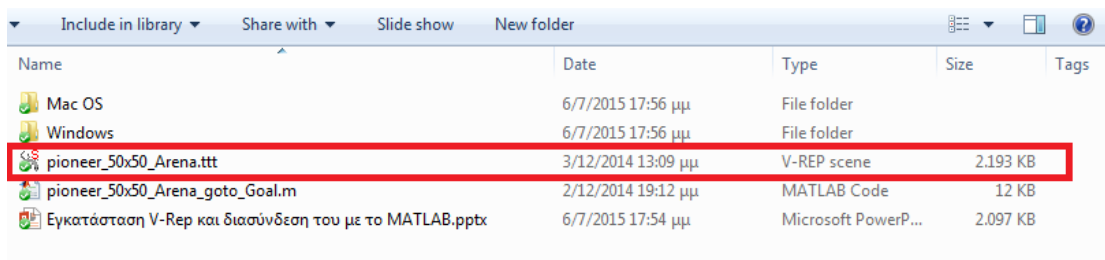 Include in library Share with Slide show New folder
Name Date Type Size Tags
Mac OS 6/7/2015 17:56 μμ File folder
Windows 6/7/2015 17:56 μμ File folder
pioneer_50x50_Arena.ttt 3/12/2014 13:09 μμ V-REP scene 2.193 KB
pioneer_50x50_Arena_goto_Goal.m 2/12/2014 19:12 μμ MATLAB Code 12 KB
Εγκατάσταση V-Rep και διασύνδεση του με το MATLAB.pptx 6/7/2015 17:54 μμ Microsoft PowerP... 2.097 KB